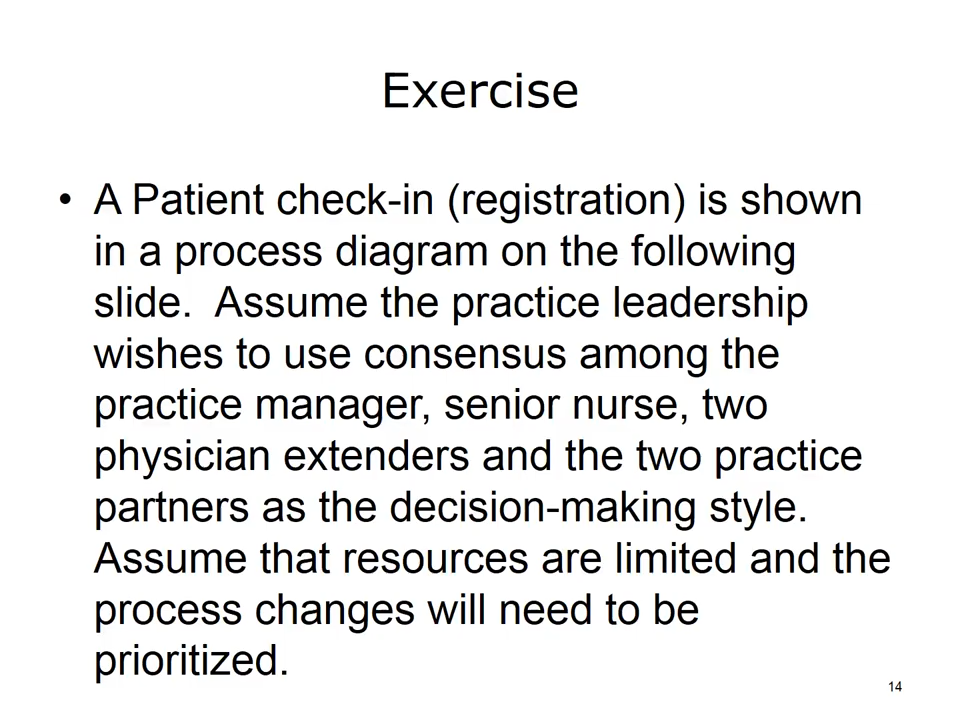 Exercise
• A Patient check-in (registration) is shown
in a process diagram on the following
slide.  Assume the practice leadership
wishes to use consensus among the
practice manager, senior nurse, two
physician extenders and the two practice
partners as the decision-making style.
Assume that resources are limited and the
process changes will need to be
prioritized.
14